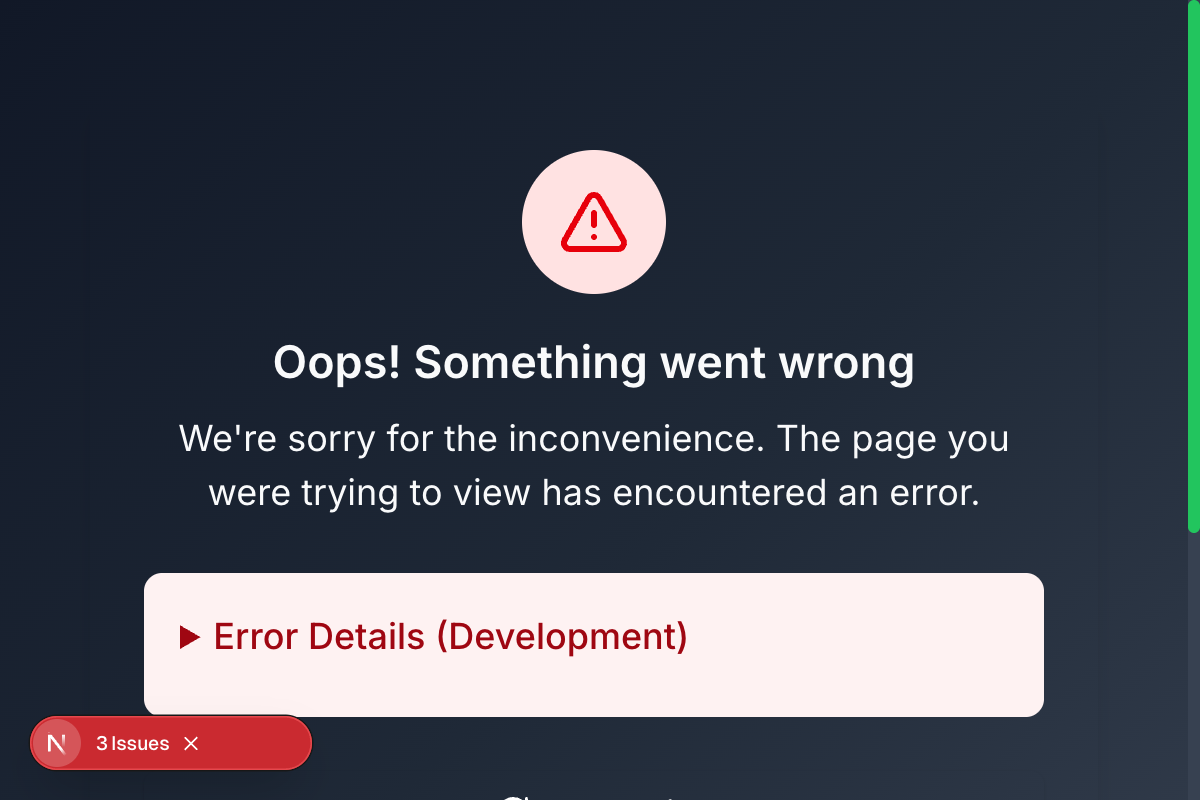 Oops! Something went wrong
We're sorry for the inconvenience. The page you
were trying to view has encountered an error.
Error Details (Development)
N 3 Issues